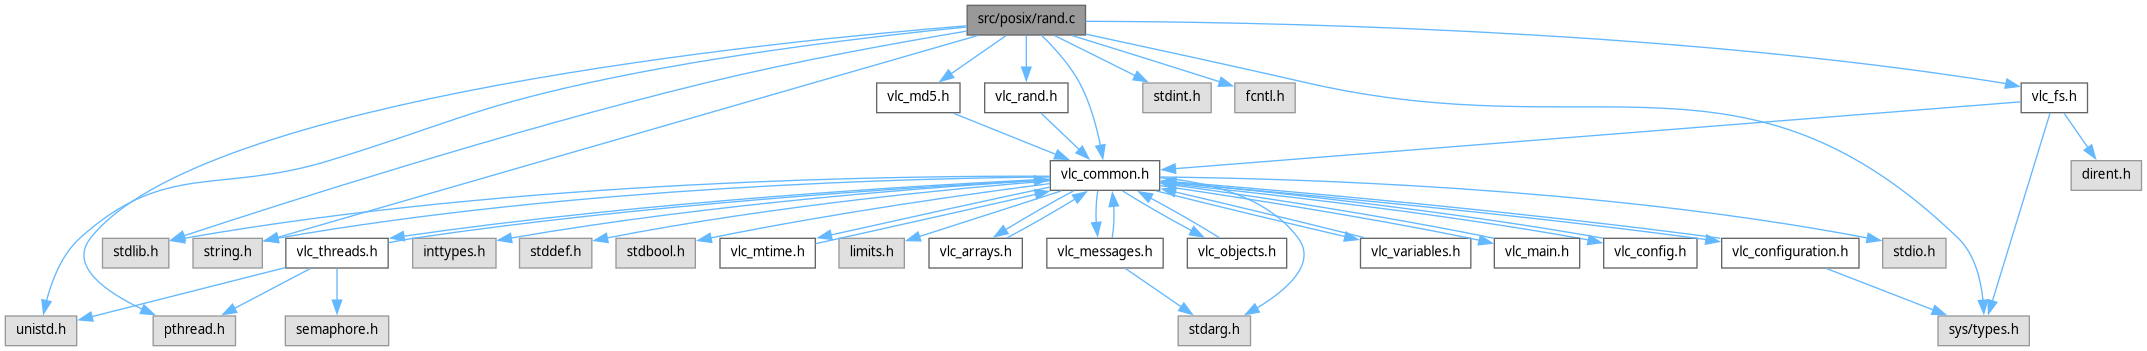 src/posix/rand.c
vlc_md5.h
vlc_rand.h
stdint.h
fcntl.h
vlc_fs.h
vlc_common.h
dirent.h
stdlib.h
string.h
vlc_threads.h
inttypes.h
stddef.h
stdbool.h
vlc_mtime.h
limits.h
vlc_arrays.h
vlc_messages.h
vlc_objects.h
vlc_variables.h
vlc_main.h
vlc_config.h
vlc_configuration.h
stdio.h
unistd.h
pthread.h
semaphore.h
stdarg.h
sys/types.h